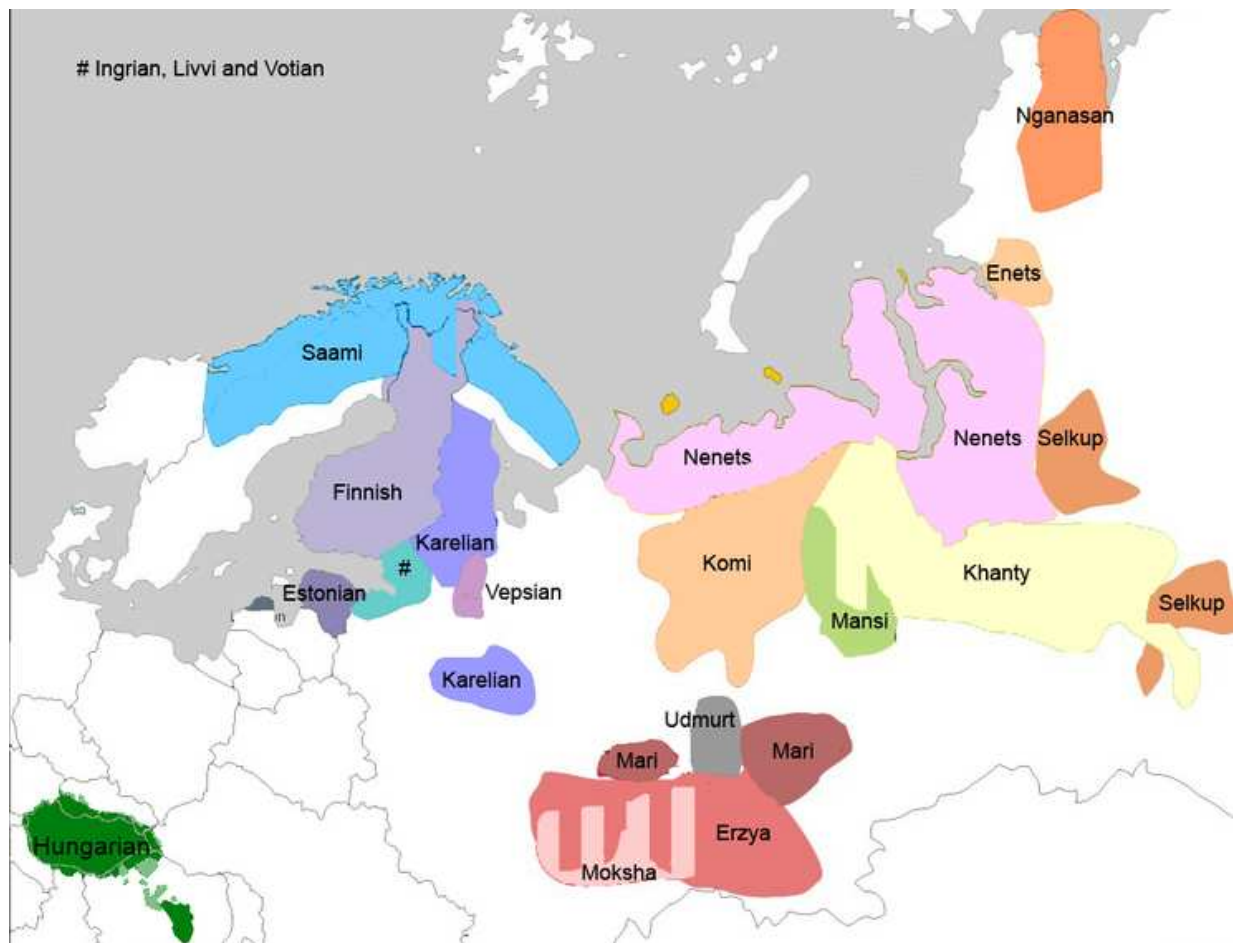 # Ingrian, Livvi and Votian
Nganasan
Enets
Saami
Nenets
Nenets
Selkup
Finnish
Karelian
#
Komi
Khanty
Estonian
Vepsian
Mansi
Selkup
Karelian
Udmurt
Mari
Mari
Erzya
Hungarian
Moksha